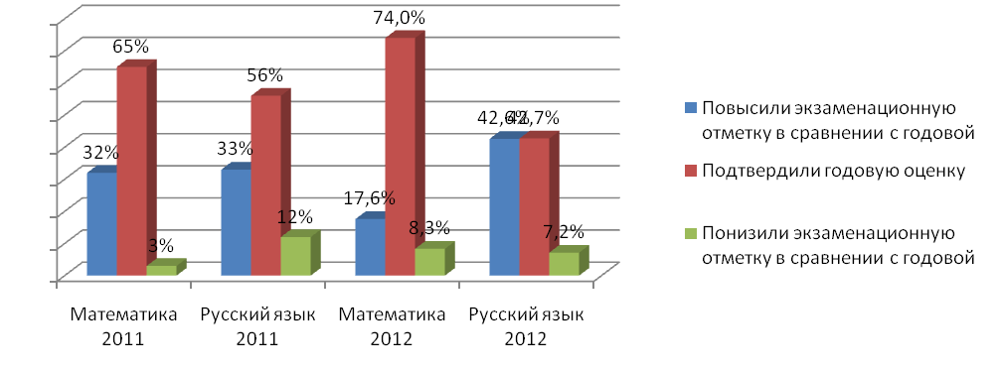 74,0%
65%
56%
42,6%
42,7%
32%
33%
17,6%
12%
8,3%
7,2%
3%
Математика
2011
Русский язык
2011
Математика
2012
Русский язык
2012
Повысили экзаменационную
отметку в сравнении с годовой
Подтвердили годовую оценку
Понизили экзаменационную
отметку в сравнении с годовой